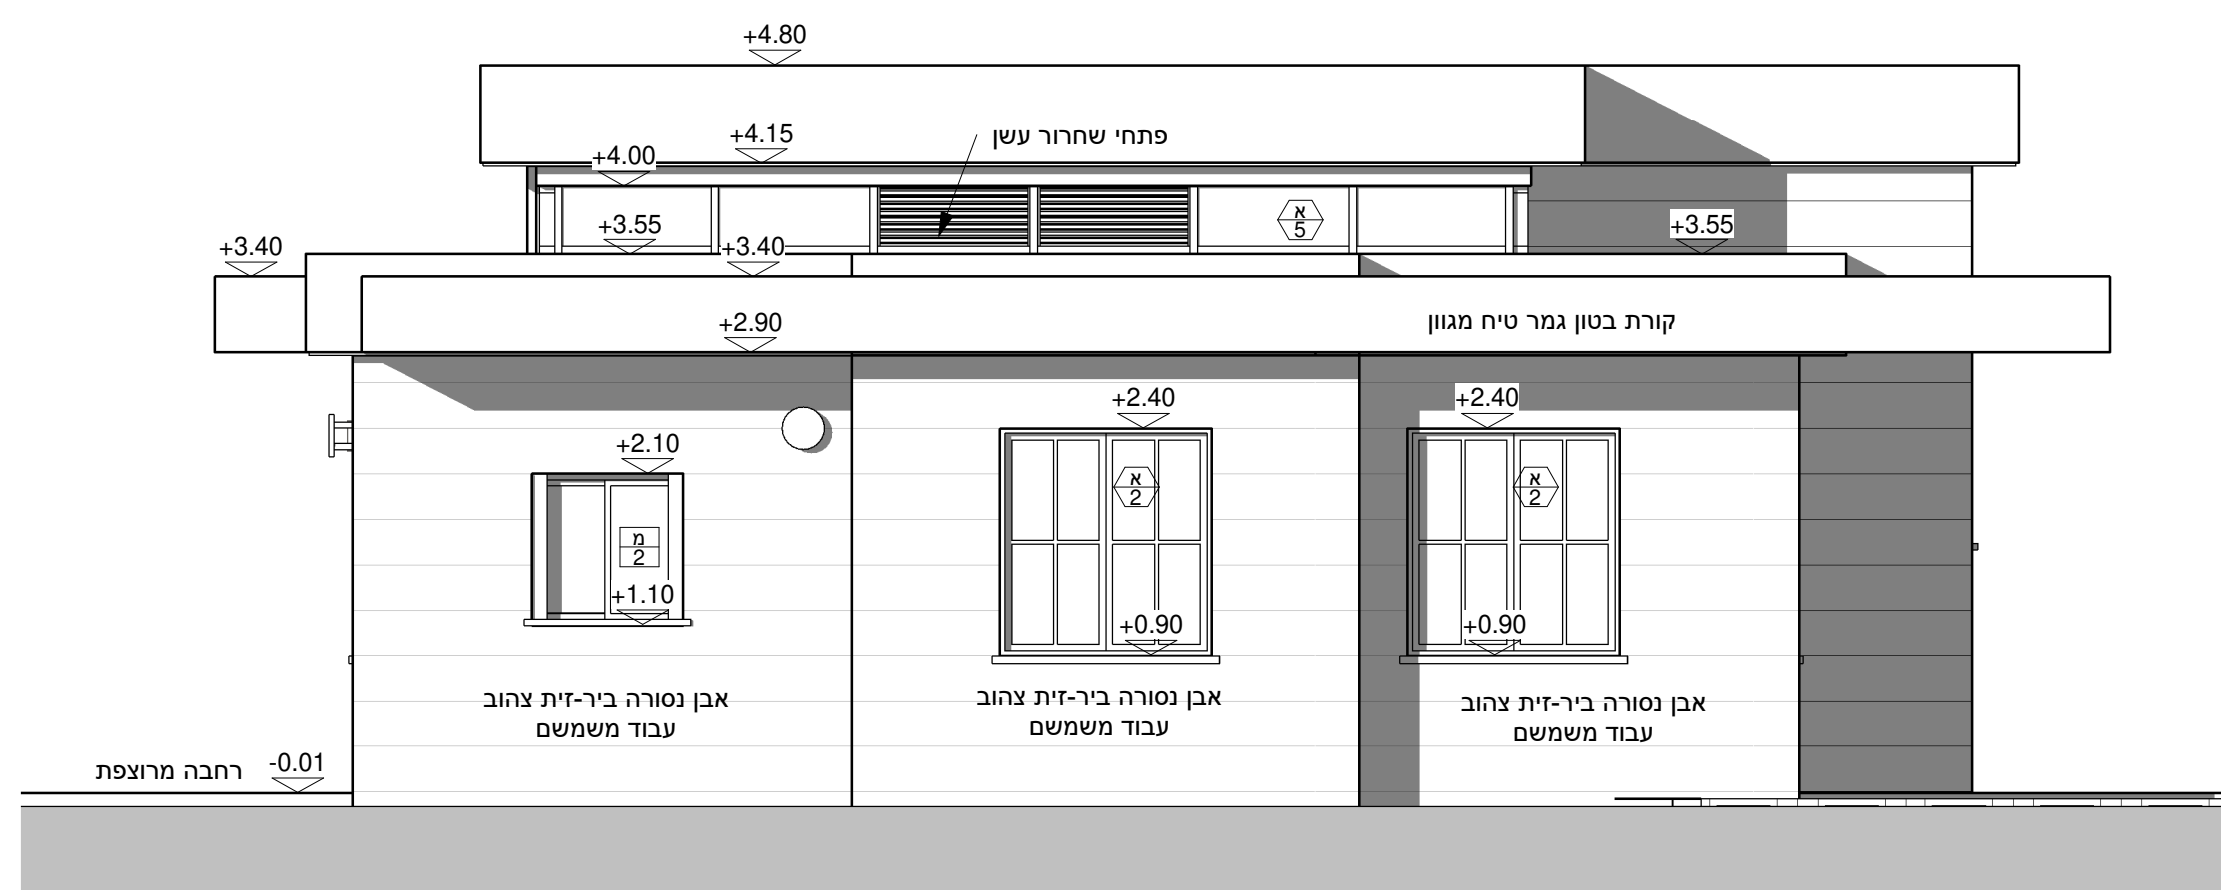 +4.80
+4.15
פתחי שחרור עשן
+4.00
א
5
+3.55
+3.55
+3.40
+3.40
+2.90
קורת בטון גמר טיח מגוון
+2.40
+2.40
+2.10
א
2
א
2
מ
2
+1.10
+0.90
+0.90
אבן נסורה ביר-זית צהוב
עבוד משמשם
אבן נסורה ביר-זית צהוב
עבוד משמשם
אבן נסורה ביר-זית צהוב
עבוד משמשם
רחבה מרוצפת
-0.01